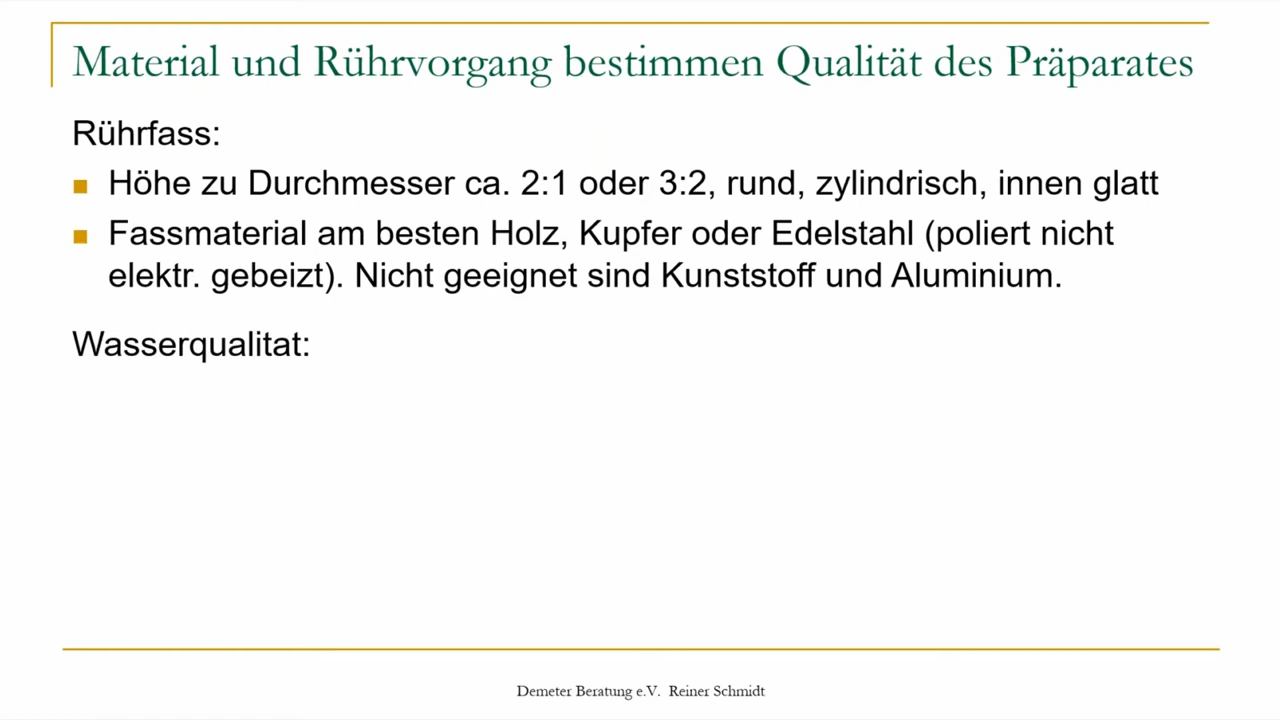 Material und Rührvorgang bestimmen Qualität des Präparates
Rührfass:
Höhe zu Durchmesser ca. 2:1 oder 3:2, rund, zylindrisch, innen glatt
Fassmaterial am besten Holz, Kupfer oder Edelstahl (poliert nicht
elektr. gebeizt). Nicht geeignet sind Kunststoff und Aluminium.
Wasserqualitat:
Demeter Beratung e.V. Reiner Schmidt